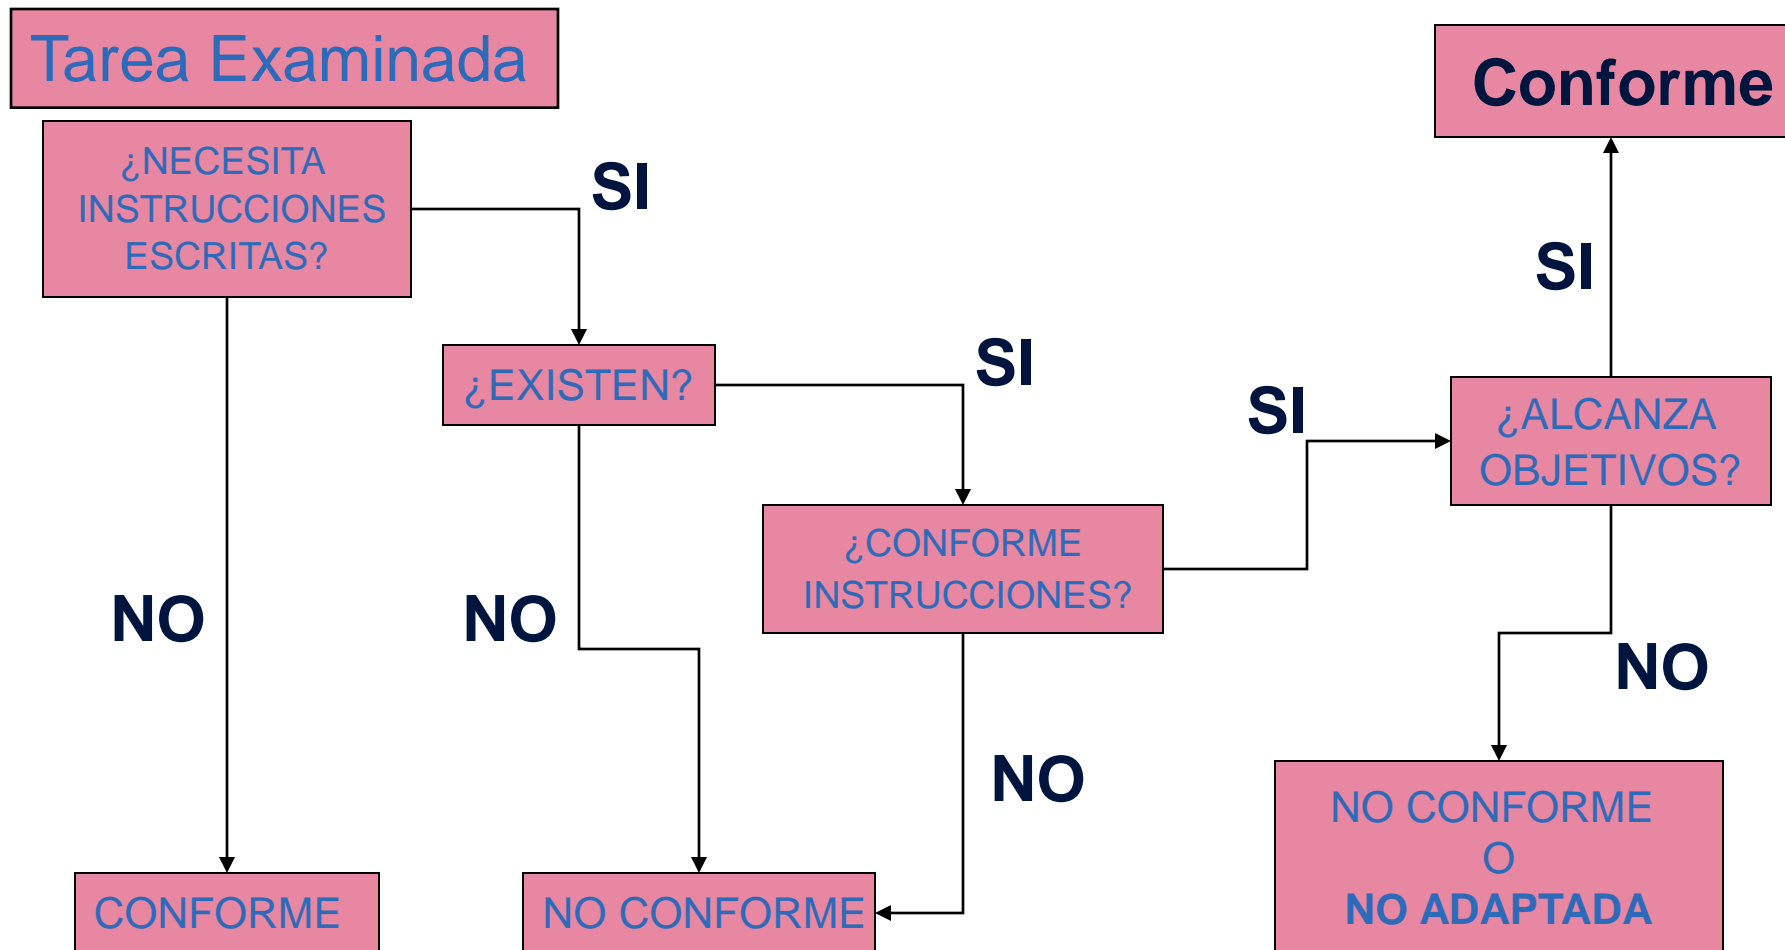 Tarea Examinada
Conforme
¿NECESITA
INSTRUCCIONES
ESCRITAS?
SI
SI
¿EXISTEN?
SI
SI
¿ALCANZA
OBJETIVOS?
¿CONFORME
INSTRUCCIONES?
NO
NO
NO
NO
CONFORME
NO CONFORME
NO CONFORME
O
NO ADAPTADA